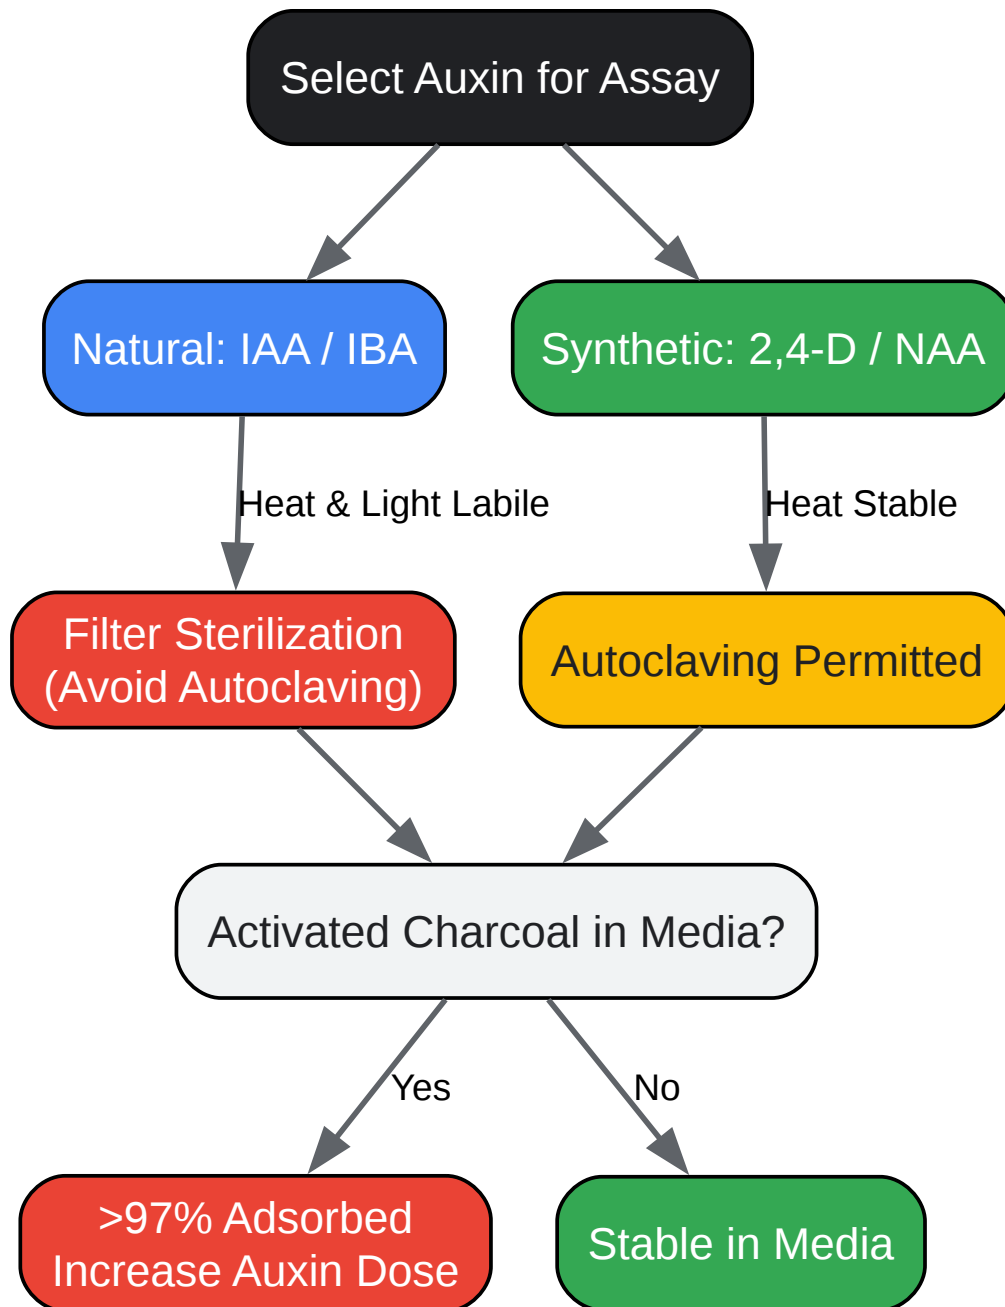 Select Auxin for Assay
Natural: IAA / IBA
Synthetic: 2,4-D / NAA
Heat & Light Labile
Heat Stable
Filter Sterilization
(Avoid Autoclaving)
Autoclaving Permitted
Activated Charcoal in Media?
Yes
No
>97% Adsorbed
Increase Auxin Dose
Stable in Media